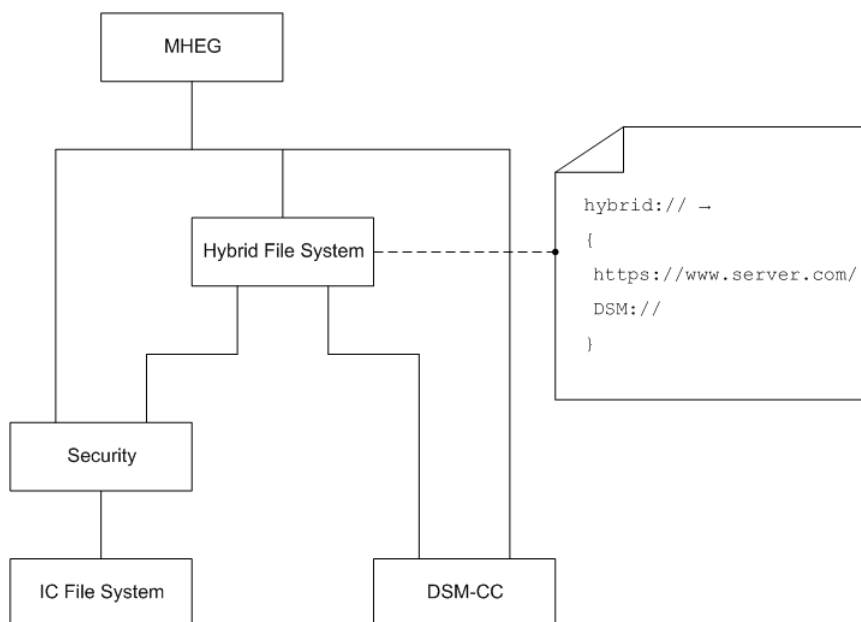 MHEG
Hybrid File System
hybrid:// →
{
https://www.server.com/
DSM://
}
Security
IC File System
DSM-CC